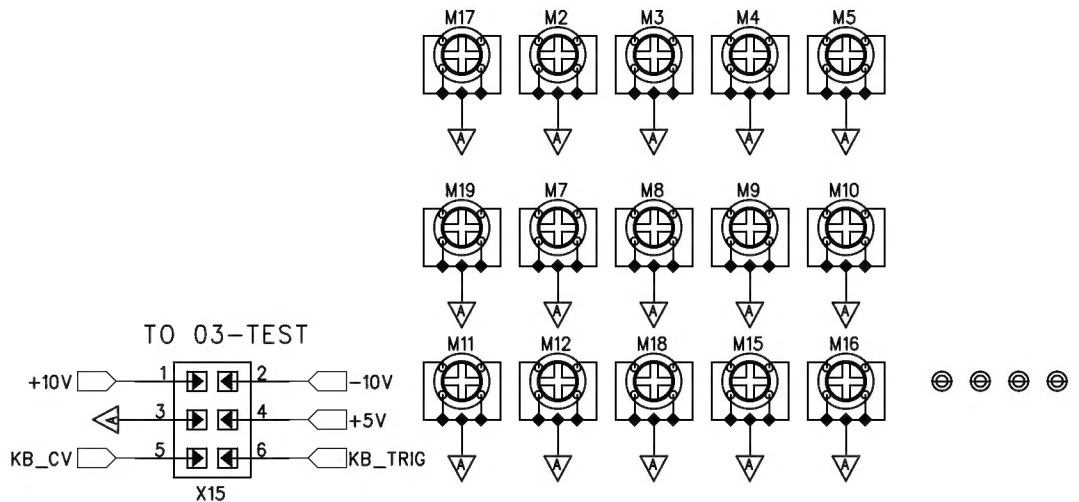 M17 M2 M3 M4 M5
A A A A A
M19 M7 M8 M9 M10
A A A A A
TO 03-TEST
M11 M12 M18 M15 M16
+10V 1 2 -10V
A 3 4 +5V
KB_CV 5 6 KB_TRIG
A A A A A
X15